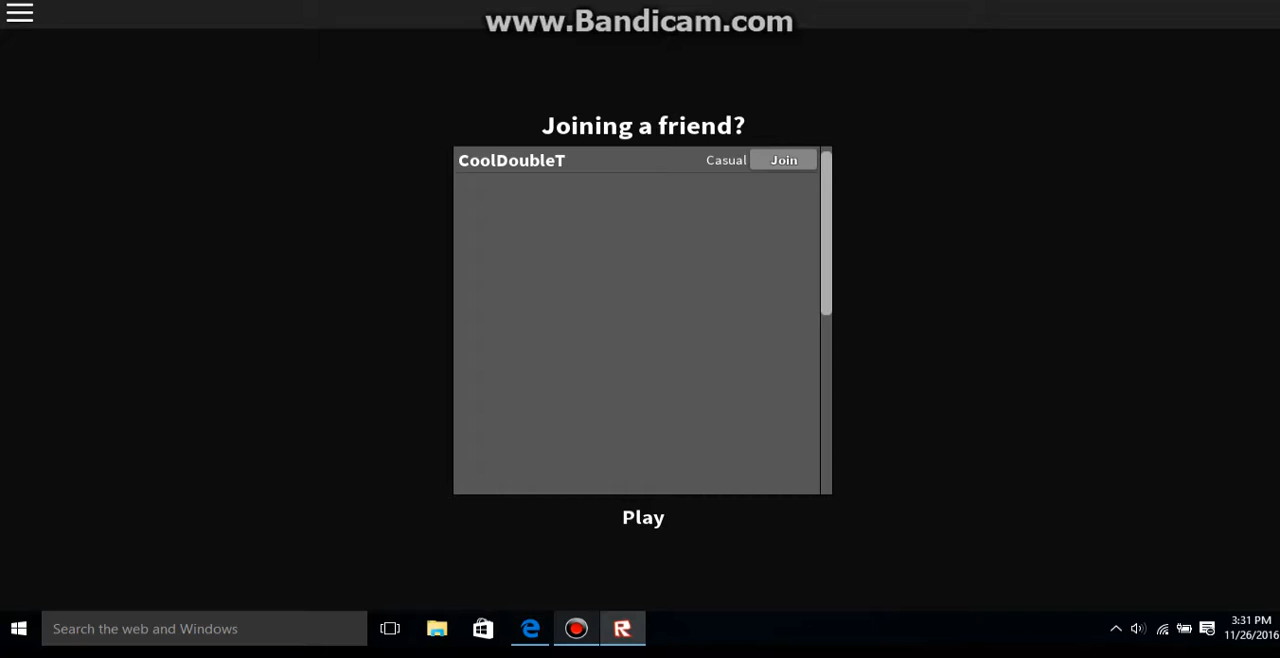 www.Bandicam.com
Joining a friend?
CoolDoubleT Casual Join
Play
Search the web and Windows
3:31 PM
11/26/2016